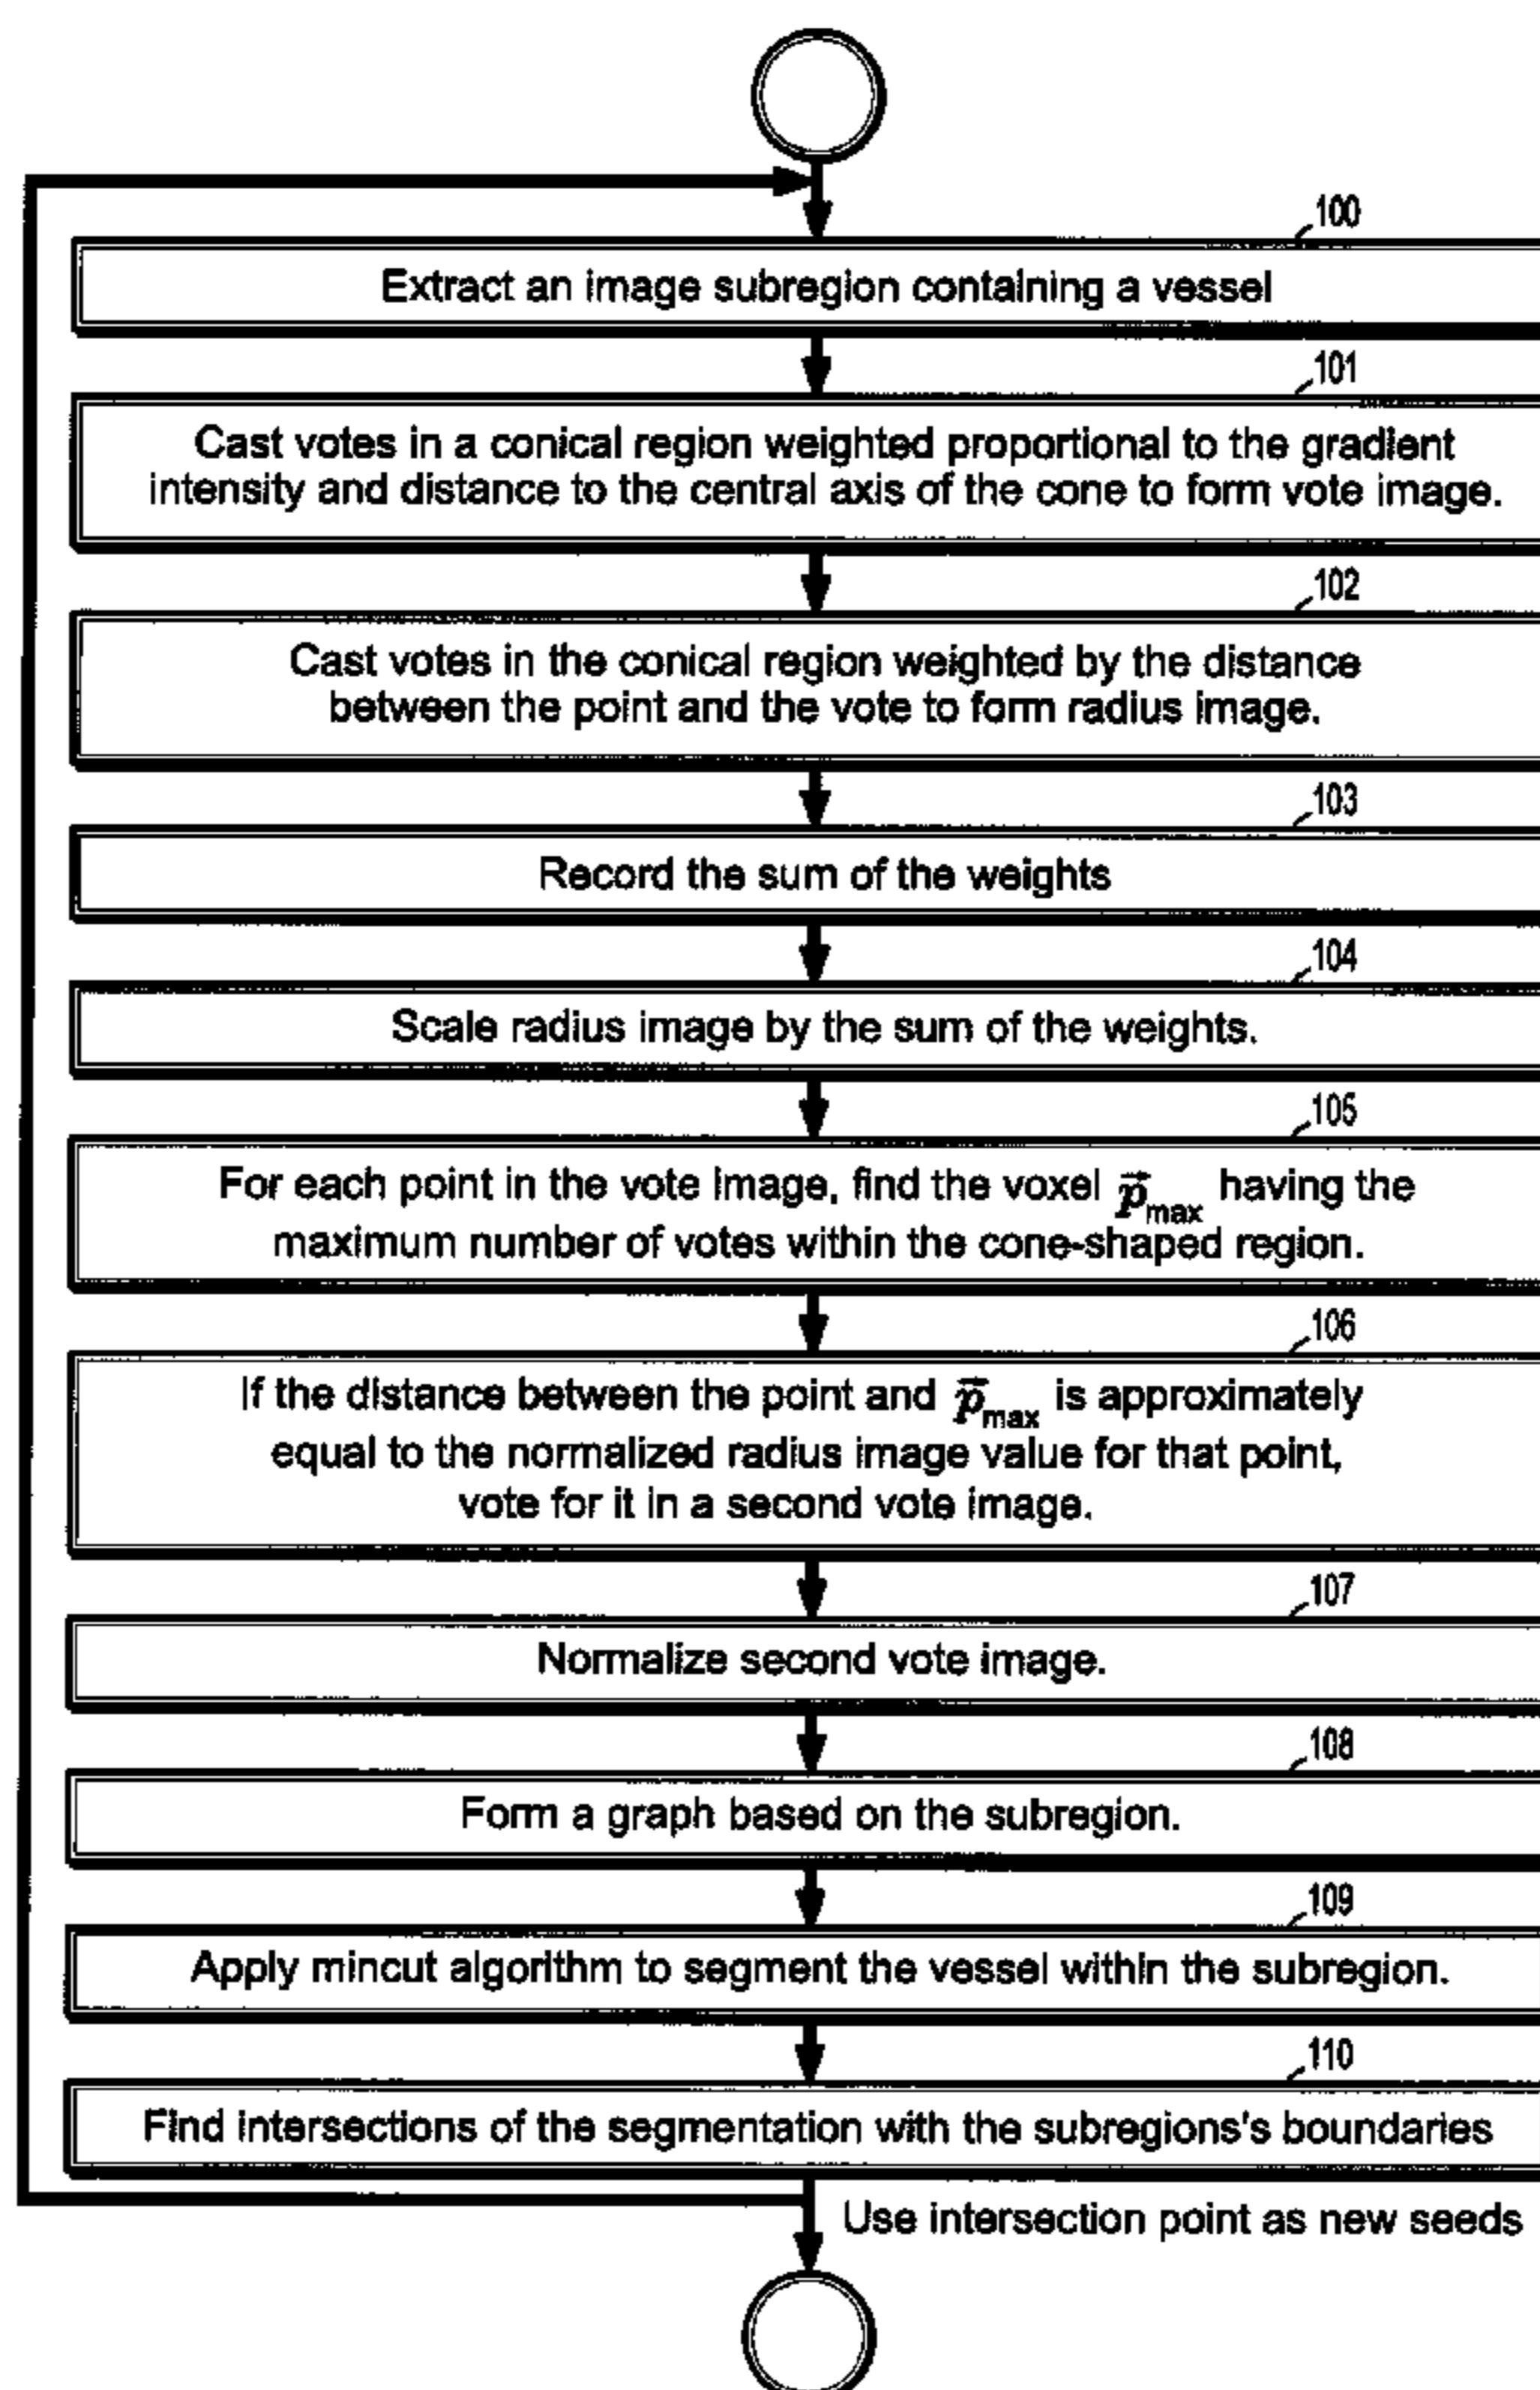 100
Extract an image subregion containing a vessel
101
Cast votes in a conical region weighted proportional to the gradient
intensity and distance to the central axis of the cone to form vote image.
102
Cast votes in the conical region weighted by the distance
between the point and the vote to form radius image.
103
Record the sum of the weights
104
Scale radius image by the sum of the weights.
105
For each point in the vote image, find the voxel p⃗max having the
maximum number of votes within the cone-shaped region.
106
If the distance between the point and p⃗max is approximately
equal to the normalized radius image value for that point,
vote for it in a second vote image.
107
Normalize second vote image.
108
Form a graph based on the subregion.
109
Apply mincut algorithm to segment the vessel within the subregion.
110
Find intersections of the segmentation with the subregions's boundaries
Use intersection point as new seeds